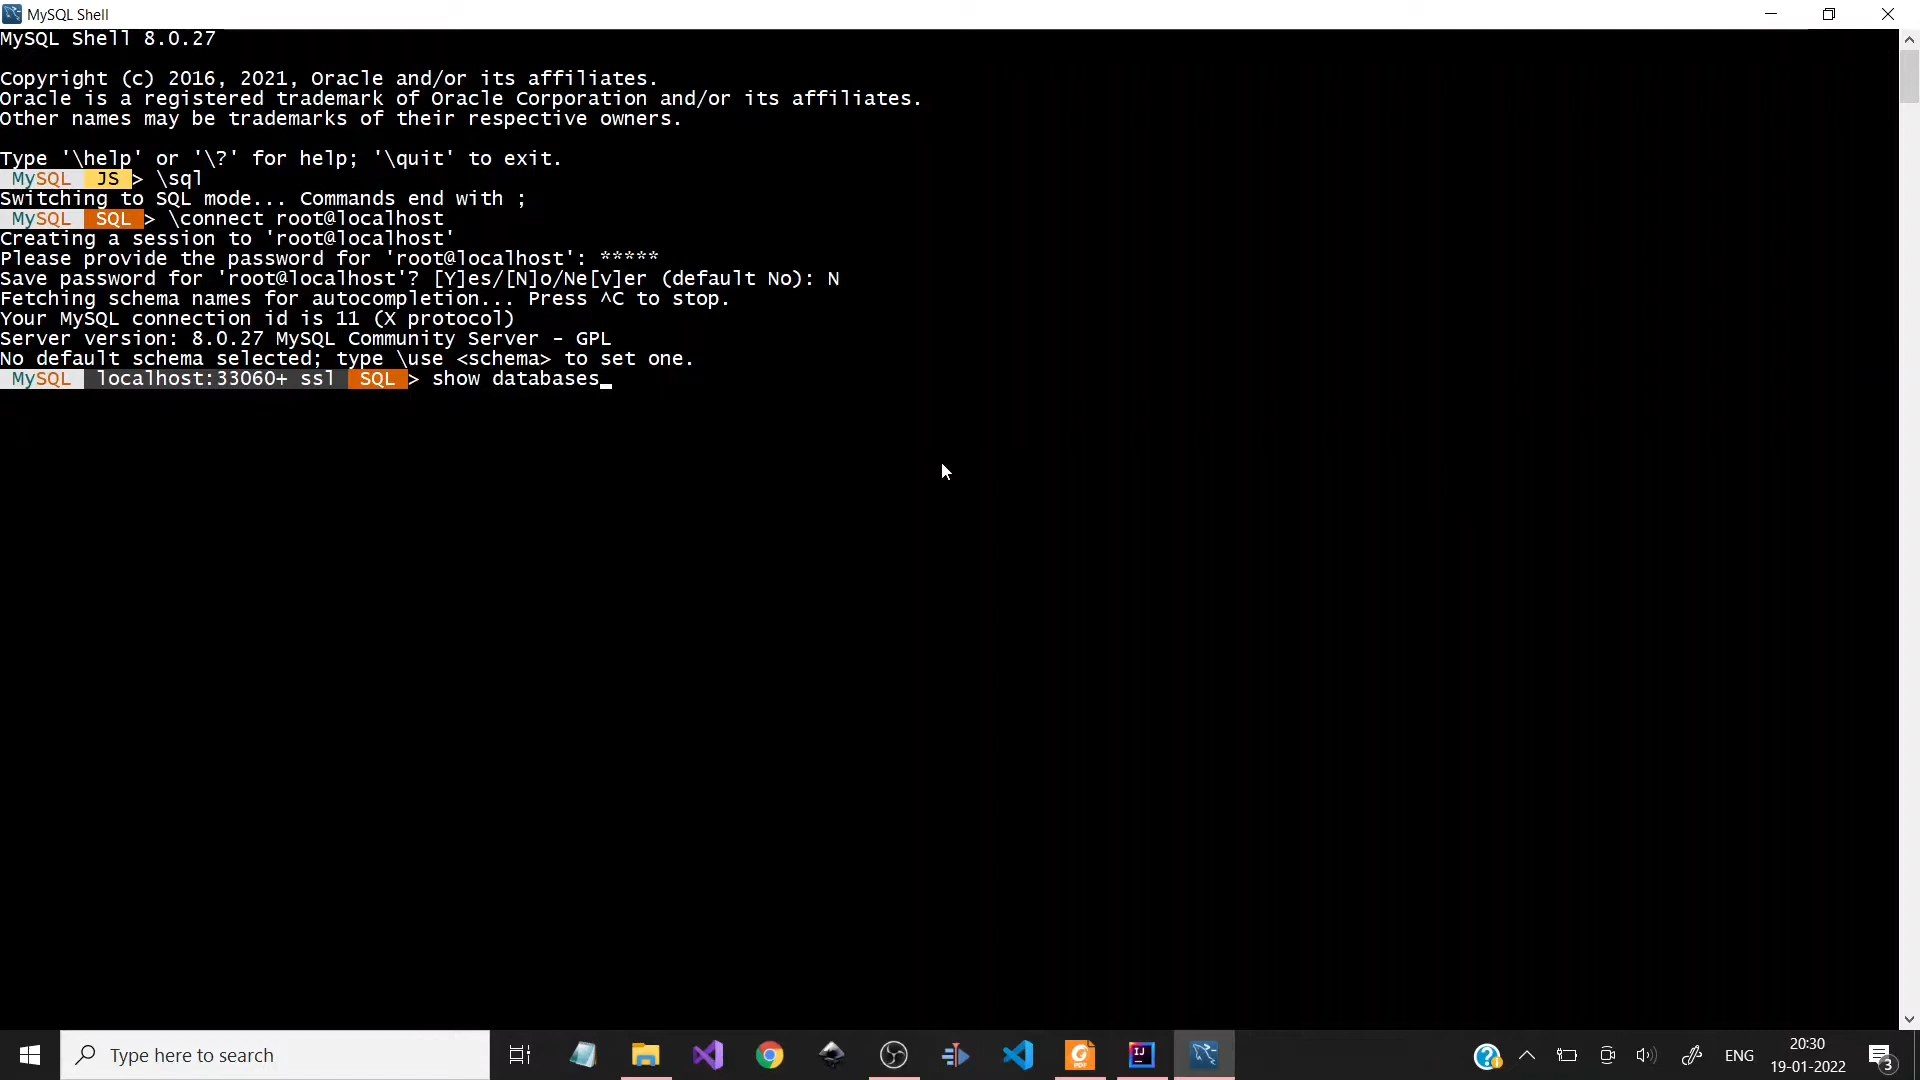 MySQL Shell
MySQL Shell 8.0.27
Copyright (c) 2016, 2021, Oracle and/or its affiliates.
Oracle is a registered trademark of Oracle Corporation and/or its affiliates.
Other names may be trademarks of their respective owners.
Type '\help' or '\?' for help; '\quit' to exit.
MySQL JS > \sql
Switching to SQL mode... Commands end with ;
MySQL SQL > \connect root@localhost
Creating a session to 'root@localhost'
Please provide the password for 'root@localhost': *****
Save password for 'root@localhost'? [Y]es/[N]o/Ne[v]er (default No): N
Fetching schema names for autocompletion... Press ^C to stop.
Your MySQL connection id is 11 (X protocol)
Server version: 8.0.27 MySQL Community Server - GPL
No default schema selected; type \use <schema> to set one.
MySQL localhost:33060+ ssl SQL > show databases_
Type here to search
ENG
20:30
19-01-2022
3